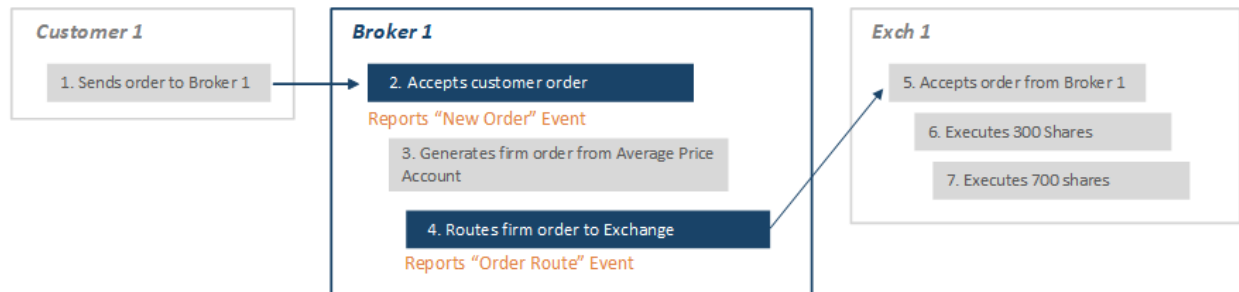 Customer 1
1. Sends order to Broker 1
Broker 1
2. Accepts customer order
Reports “New Order” Event
3. Generates firm order from Average Price
Account
4. Routes firm order to Exchange
Reports “Order Route” Event
Exch 1
5. Accepts order from Broker 1
6. Executes 300 Shares
7. Executes 700 shares